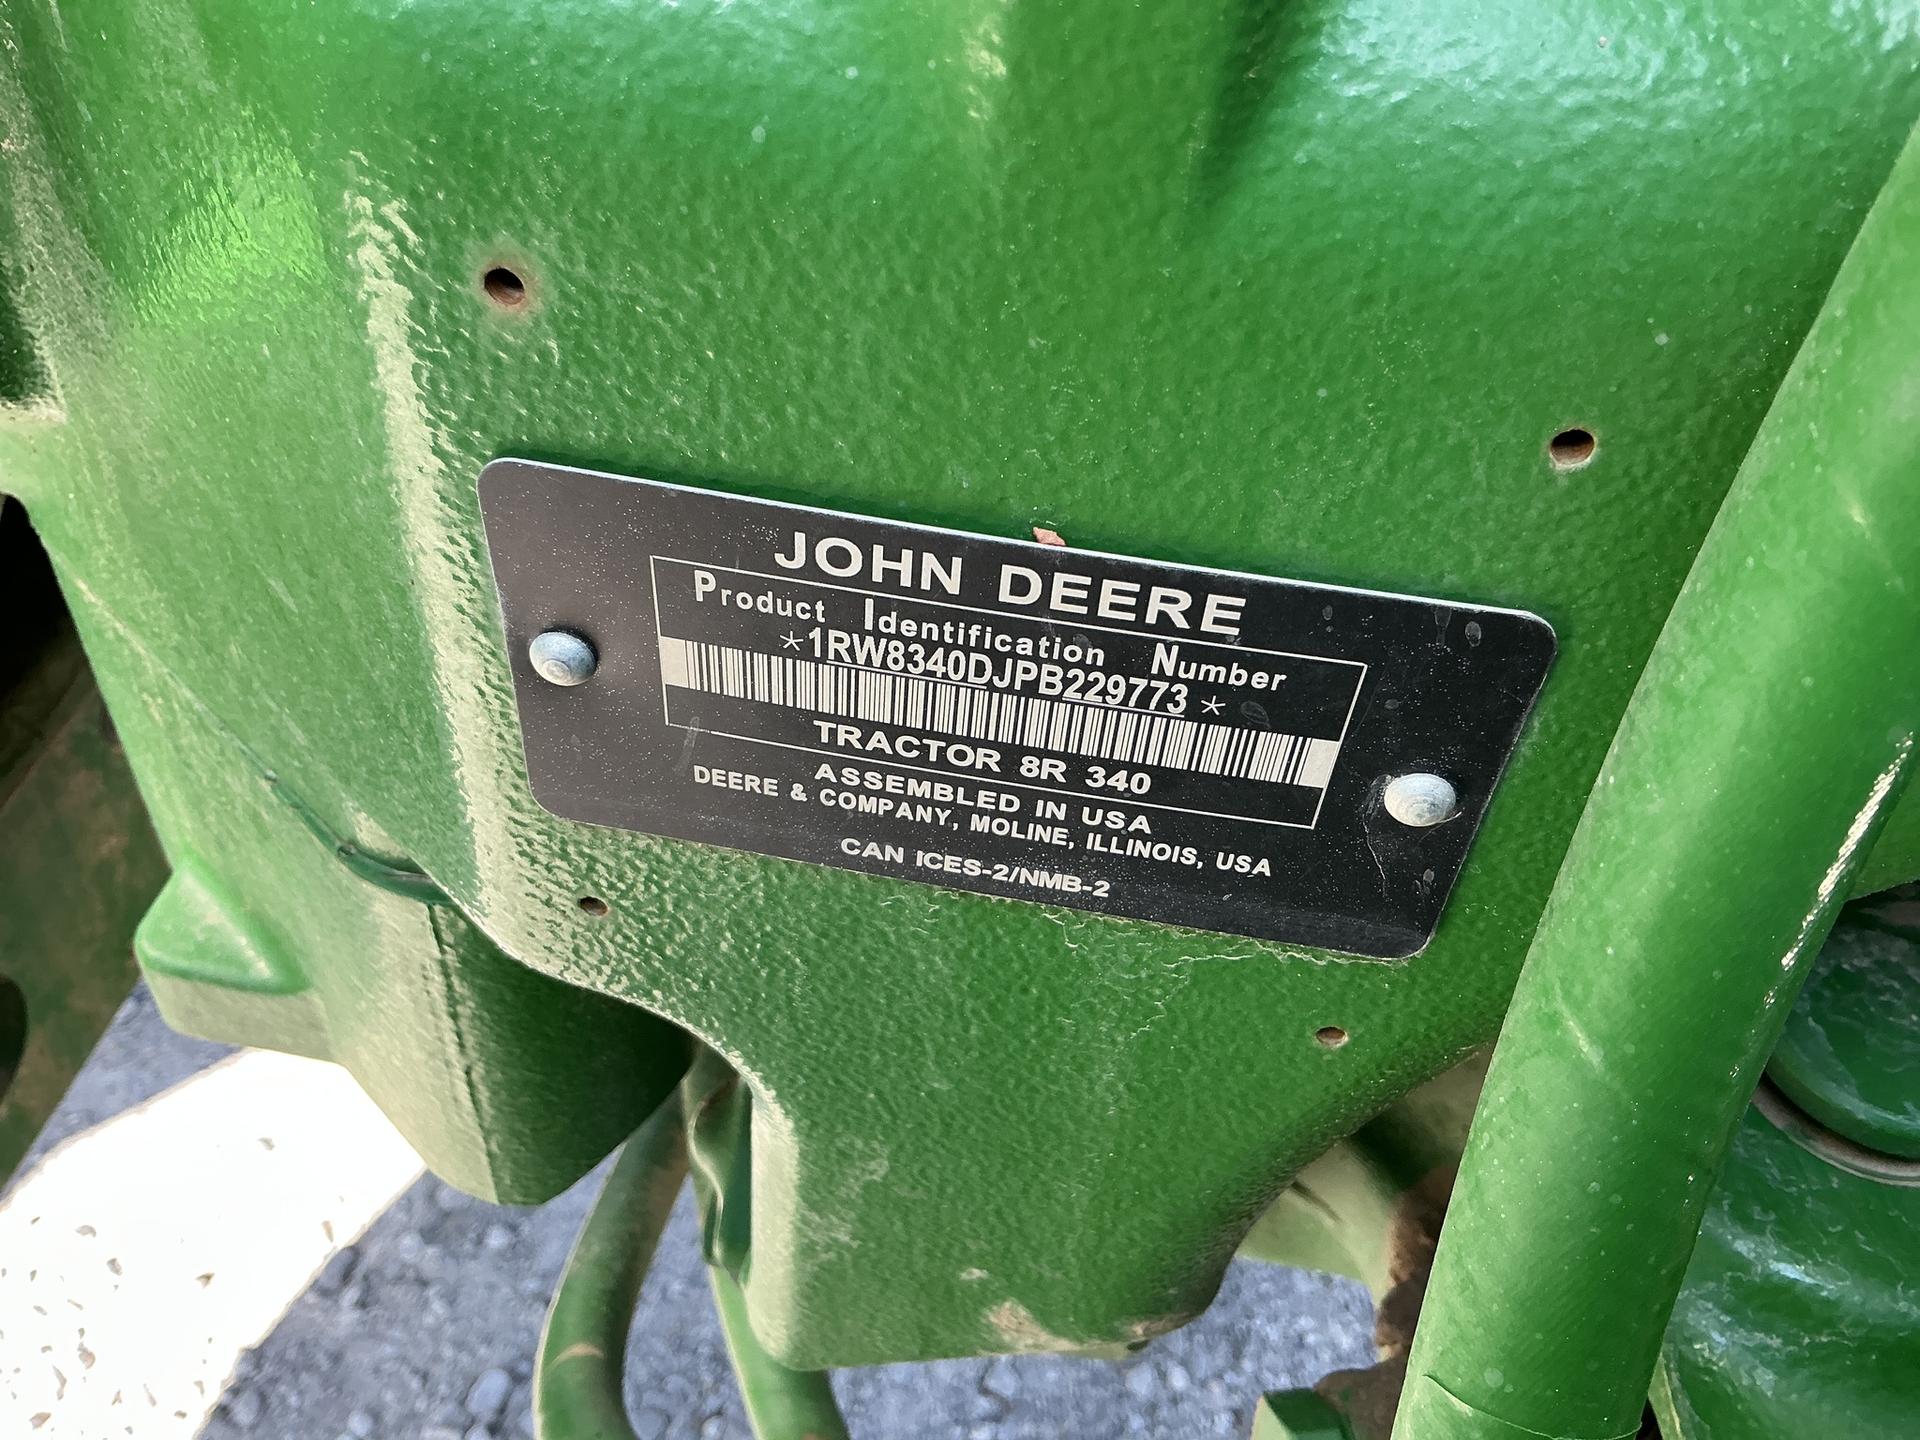 JOHN DEERE
Product Identification Number
*1RW8340DJPB229773*
TRACTOR 8R 340
ASSEMBLED IN USA
DEERE & COMPANY, MOLINE, ILLINOIS, USA
CAN ICES-2/NMB-2